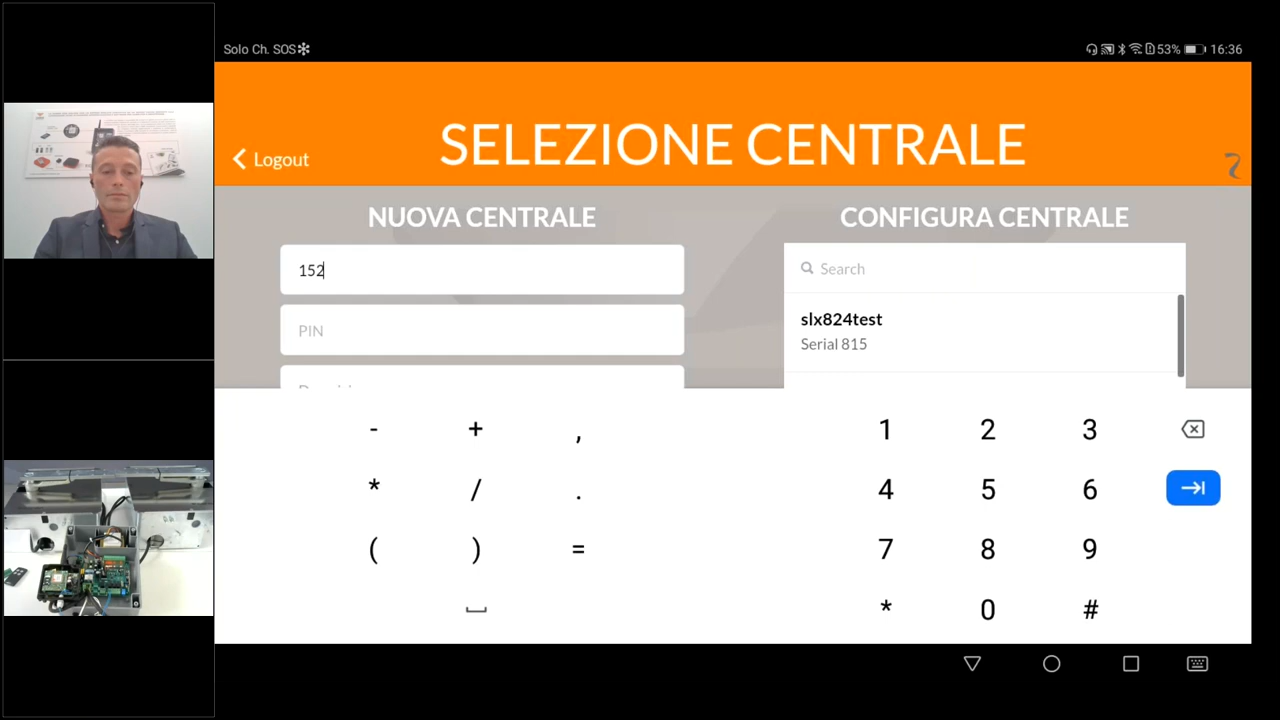 Solo Ch. SOS✻
53% 16:36
Logout
SELEZIONE CENTRALE
NUOVA CENTRALE
CONFIGURA CENTRALE
152
Search
PIN
slx824test
Serial 815
- + , 1 2 3
* / . 4 5 6
( ) = 7 8 9
* 0 #